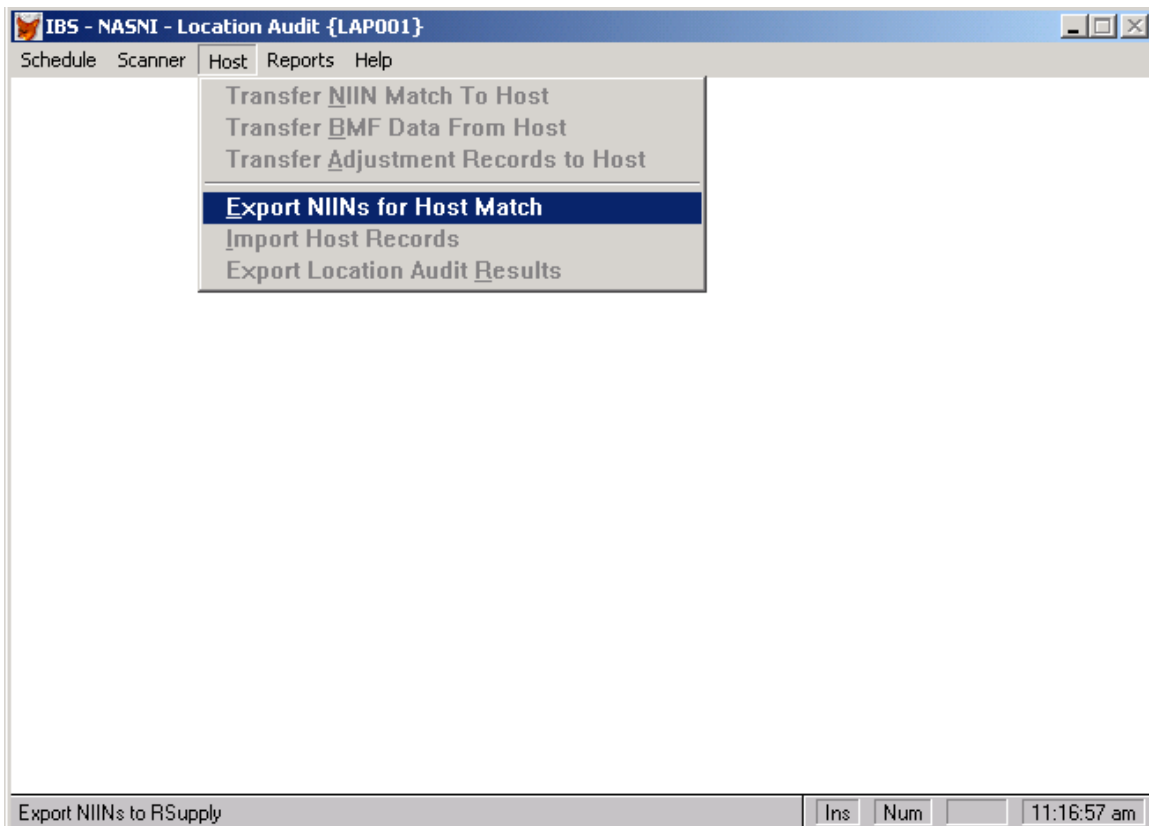 IBS - NASNI - Location Audit {LAP001}
Schedule Scanner Host Reports Help
Transfer NIIN Match To Host
Transfer BMF Data From Host
Transfer Adjustment Records to Host
Export NIINs for Host Match
Import Host Records
Export Location Audit Results
Export NIINs to RSupply Ins Num 11:16:57 am